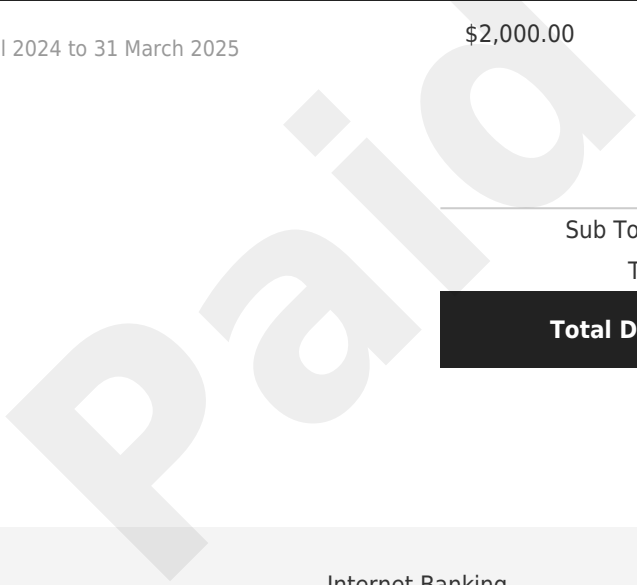 $2,000.00
l 2024 to 31 March 2025
Sub To
T
Total D
Internet Banking
Paid